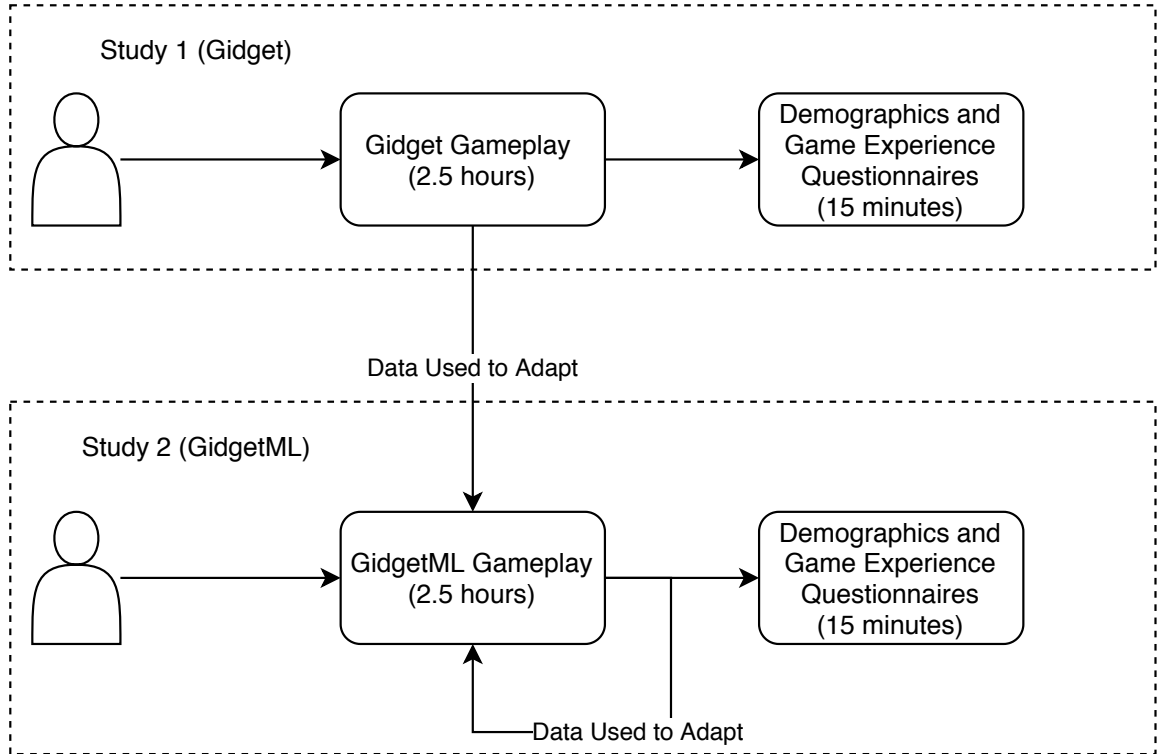 Study 1 (Gidget)
Gidget Gameplay
(2.5 hours)
Demographics and
Game Experience
Questionnaires
(15 minutes)
Data Used to Adapt
Study 2 (GidgetML)
GidgetML Gameplay
(2.5 hours)
Demographics and
Game Experience
Questionnaires
(15 minutes)
Data Used to Adapt